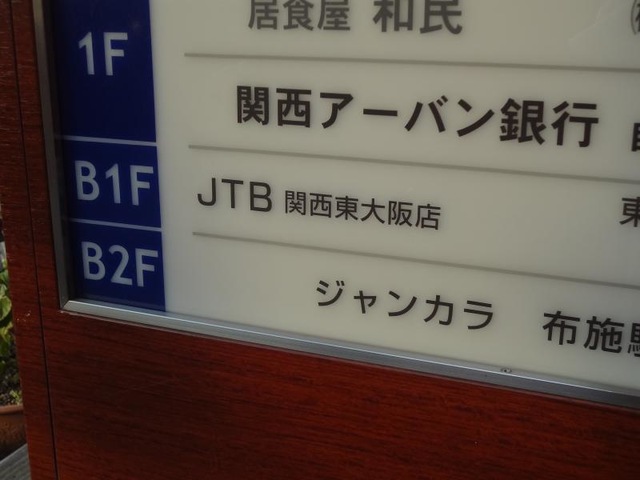 居食屋 和民
1F
関西アーバン銀行
B1F JTB 関西東大阪店 東
B2F ジャンカラ 布施駅